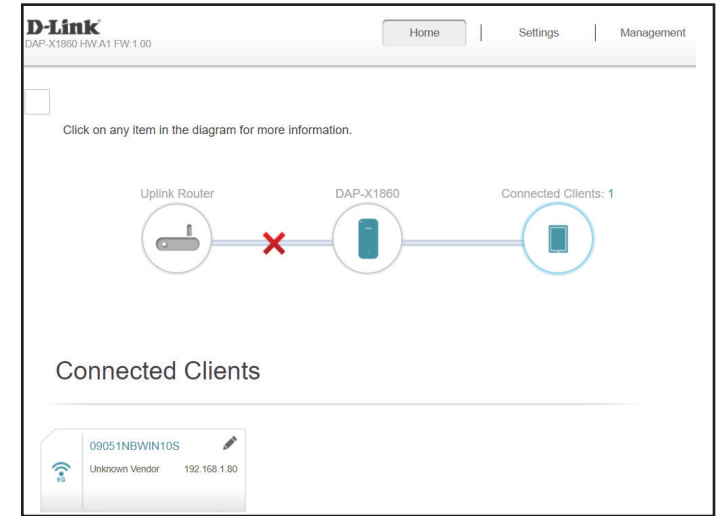 D-Link
DAP-X1860 HW:A1 FW:1.00
Home | Settings | Management
Click on any item in the diagram for more information.
Uplink Router DAP-X1860 Connected Clients: 1
Connected Clients
09051NBWIN10S
Unknown Vendor 192.168.1.80
5G